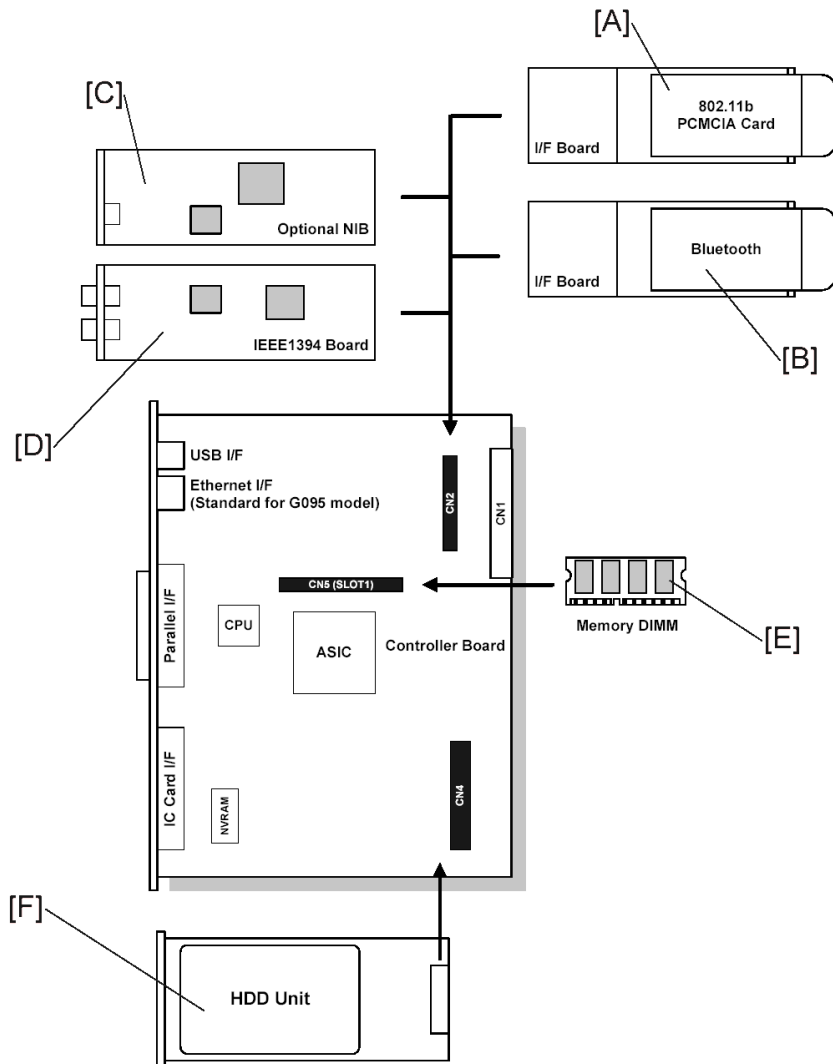 [A]
[C]
802.11b
PCMCIA Card
I/F Board
Optional NIB
Bluetooth
I/F Board
IEEE1394 Board
[B]
[D]
USB I/F
Ethernet I/F
(Standard for G095 model)
CN2
CN1
CN5 (SLOT1)
Parallel I/F
CPU
ASIC
Controller Board
Memory DIMM
[E]
IC Card I/F
NVRAM
CN4
[F]
HDD Unit